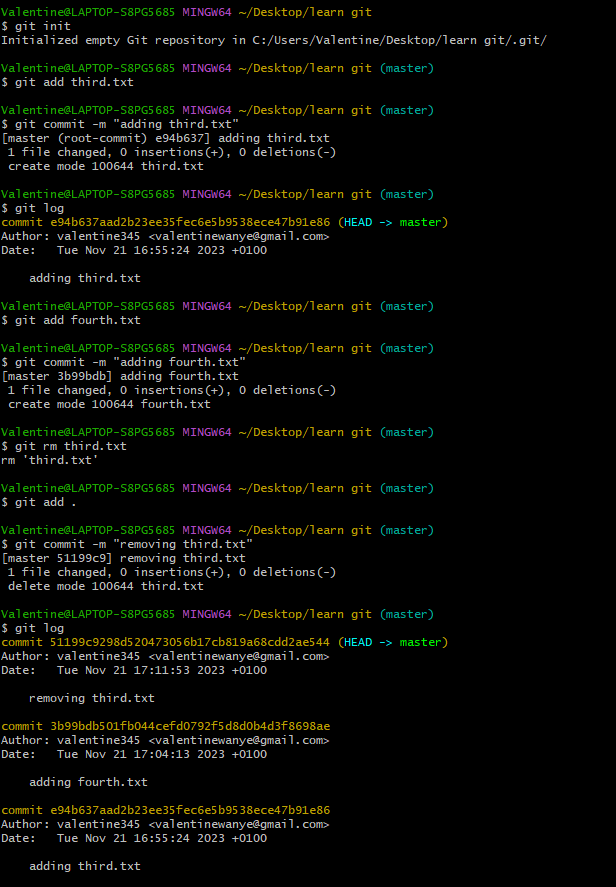 Valentine@LAPTOP-S8PG5685 MINGW64 ~/Desktop/learn git
$ git init
Initialized empty Git repository in C:/Users/Valentine/Desktop/learn git/.git/
Valentine@LAPTOP-S8PG5685 MINGW64 ~/Desktop/learn git (master)
$ git add third.txt
Valentine@LAPTOP-S8PG5685 MINGW64 ~/Desktop/learn git (master)
$ git commit -m "adding third.txt"
[master (root-commit) e94b637] adding third.txt
 1 file changed, 0 insertions(+), 0 deletions(-)
 create mode 100644 third.txt
Valentine@LAPTOP-S8PG5685 MINGW64 ~/Desktop/learn git (master)
$ git log
commit e94b637aad2b23ee35fec6e5b9538ece47b91e86 (HEAD -> master)
Author: valentine345 <valentinewanye@gmail.com>
Date:   Tue Nov 21 16:55:24 2023 +0100
    adding third.txt
Valentine@LAPTOP-S8PG5685 MINGW64 ~/Desktop/learn git (master)
$ git add fourth.txt
Valentine@LAPTOP-S8PG5685 MINGW64 ~/Desktop/learn git (master)
$ git commit -m "adding fourth.txt"
[master 3b99bdb] adding fourth.txt
 1 file changed, 0 insertions(+), 0 deletions(-)
 create mode 100644 fourth.txt
Valentine@LAPTOP-S8PG5685 MINGW64 ~/Desktop/learn git (master)
$ git rm third.txt
rm 'third.txt'
Valentine@LAPTOP-S8PG5685 MINGW64 ~/Desktop/learn git (master)
$ git add .
Valentine@LAPTOP-S8PG5685 MINGW64 ~/Desktop/learn git (master)
$ git commit -m "removing third.txt"
[master 51199c9] removing third.txt
 1 file changed, 0 insertions(+), 0 deletions(-)
 delete mode 100644 third.txt
Valentine@LAPTOP-S8PG5685 MINGW64 ~/Desktop/learn git (master)
$ git log
commit 51199c9298d520473056b17cb819a68cdd2ae544 (HEAD -> master)
Author: valentine345 <valentinewanye@gmail.com>
Date:   Tue Nov 21 17:11:53 2023 +0100
    removing third.txt
commit 3b99bdb501fb044cefd0792f5d8d0b4d3f8698ae
Author: valentine345 <valentinewanye@gmail.com>
Date:   Tue Nov 21 17:04:13 2023 +0100
    adding fourth.txt
commit e94b637aad2b23ee35fec6e5b9538ece47b91e86
Author: valentine345 <valentinewanye@gmail.com>
Date:   Tue Nov 21 16:55:24 2023 +0100
    adding third.txt